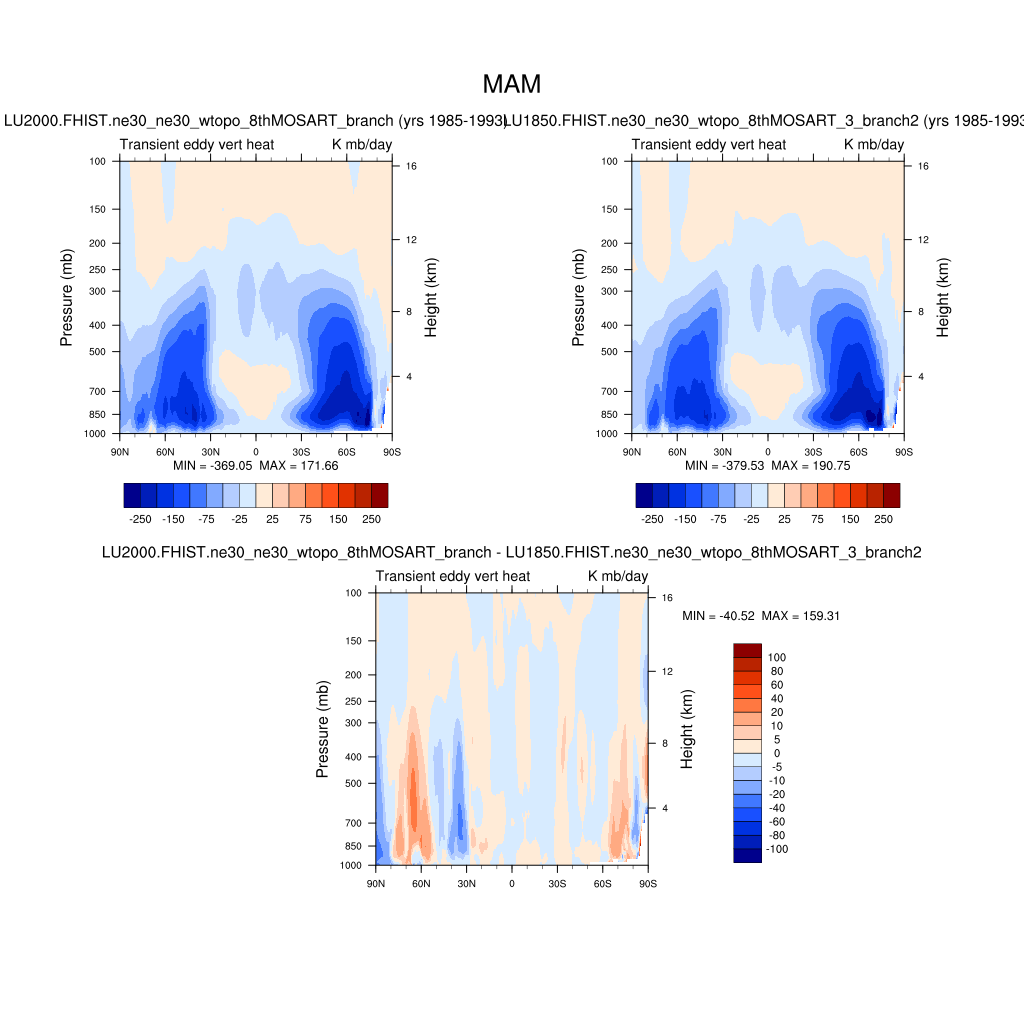 MAM
LU2000.FHIST.ne30_ne30_wtopo_8thMOSART_branch (yrs 1985-1993)
LU1850.FHIST.ne30_ne30_wtopo_8thMOSART_3_branch2 (yrs 1985-1993
Transient eddy vert heat K mb/day
Transient eddy vert heat K mb/day
100 150 200 250 300 400 500 700 850 1000
Pressure (mb)
16 12 8 4
Height (km)
90N 60N 30N 0 30S 60S 90S
MIN = -369.05 MAX = 171.66
-250 -150 -75 -25 25 75 150 250
100 150 200 250 300 400 500 700 850 1000
Pressure (mb)
16 12 8 4
Height (km)
90N 60N 30N 0 30S 60S 90S
MIN = -379.53 MAX = 190.75
-250 -150 -75 -25 25 75 150 250
LU2000.FHIST.ne30_ne30_wtopo_8thMOSART_branch - LU1850.FHIST.ne30_ne30_wtopo_8thMOSART_3_branch2
Transient eddy vert heat K mb/day
100 150 200 250 300 400 500 700 850 1000
Pressure (mb)
16 12 8 4
Height (km)
90N 60N 30N 0 30S 60S 90S
MIN = -40.52 MAX = 159.31
100
80
60
40
20
10
5
0
-5
-10
-20
-40
-60
-80
-100